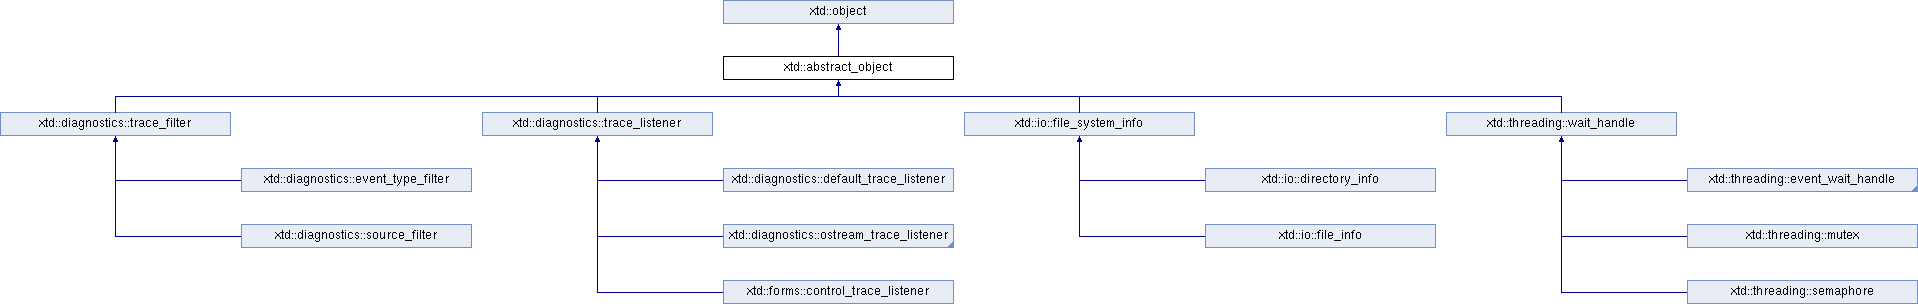 xtd::object
xtd::abstract_object
xtd::diagnostics::trace_filter
xtd::diagnostics::trace_listener
xtd::io::file_system_info
xtd::threading::wait_handle
xtd::diagnostics::event_type_filter
xtd::diagnostics::default_trace_listener
xtd::io::directory_info
xtd::threading::event_wait_handle
xtd::diagnostics::source_filter
xtd::diagnostics::ostream_trace_listener
xtd::io::file_info
xtd::threading::mutex
xtd::forms::control_trace_listener
xtd::threading::semaphore